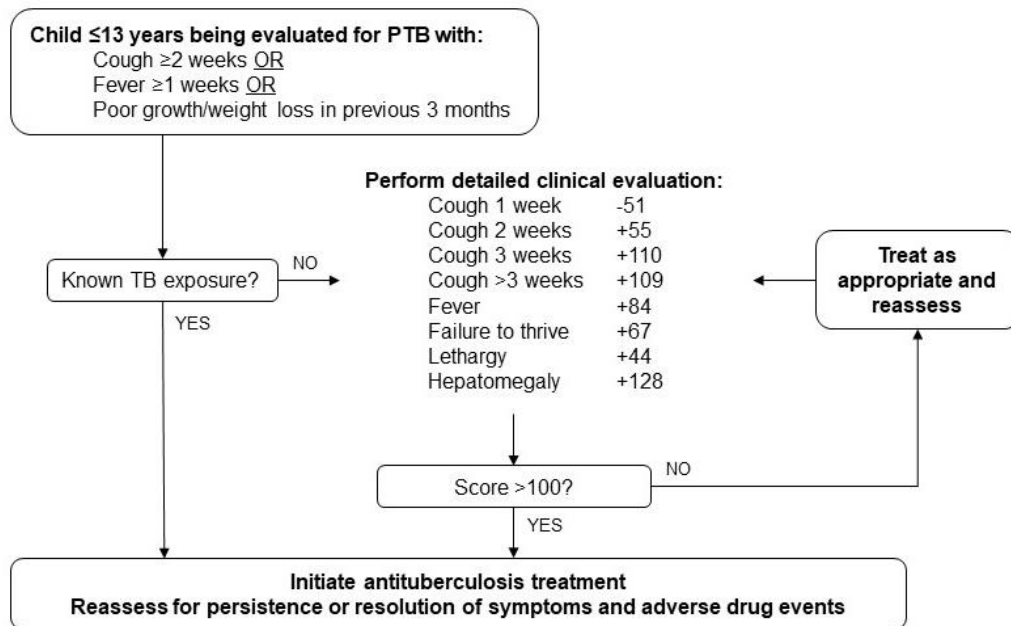 Child ≤13 years being evaluated for PTB with:
Cough ≥2 weeks OR
Fever ≥1 weeks OR
Poor growth/weight loss in previous 3 months
Known TB exposure?
NO
YES
Perform detailed clinical evaluation:
Cough 1 week -51
Cough 2 weeks +55
Cough 3 weeks +110
Cough >3 weeks +109
Fever +84
Failure to thrive +67
Lethargy +44
Hepatomegaly +128
Treat as
appropriate and
reassess
Score >100?
NO
YES
Initiate antituberculosis treatment
Reassess for persistence or resolution of symptoms and adverse drug events